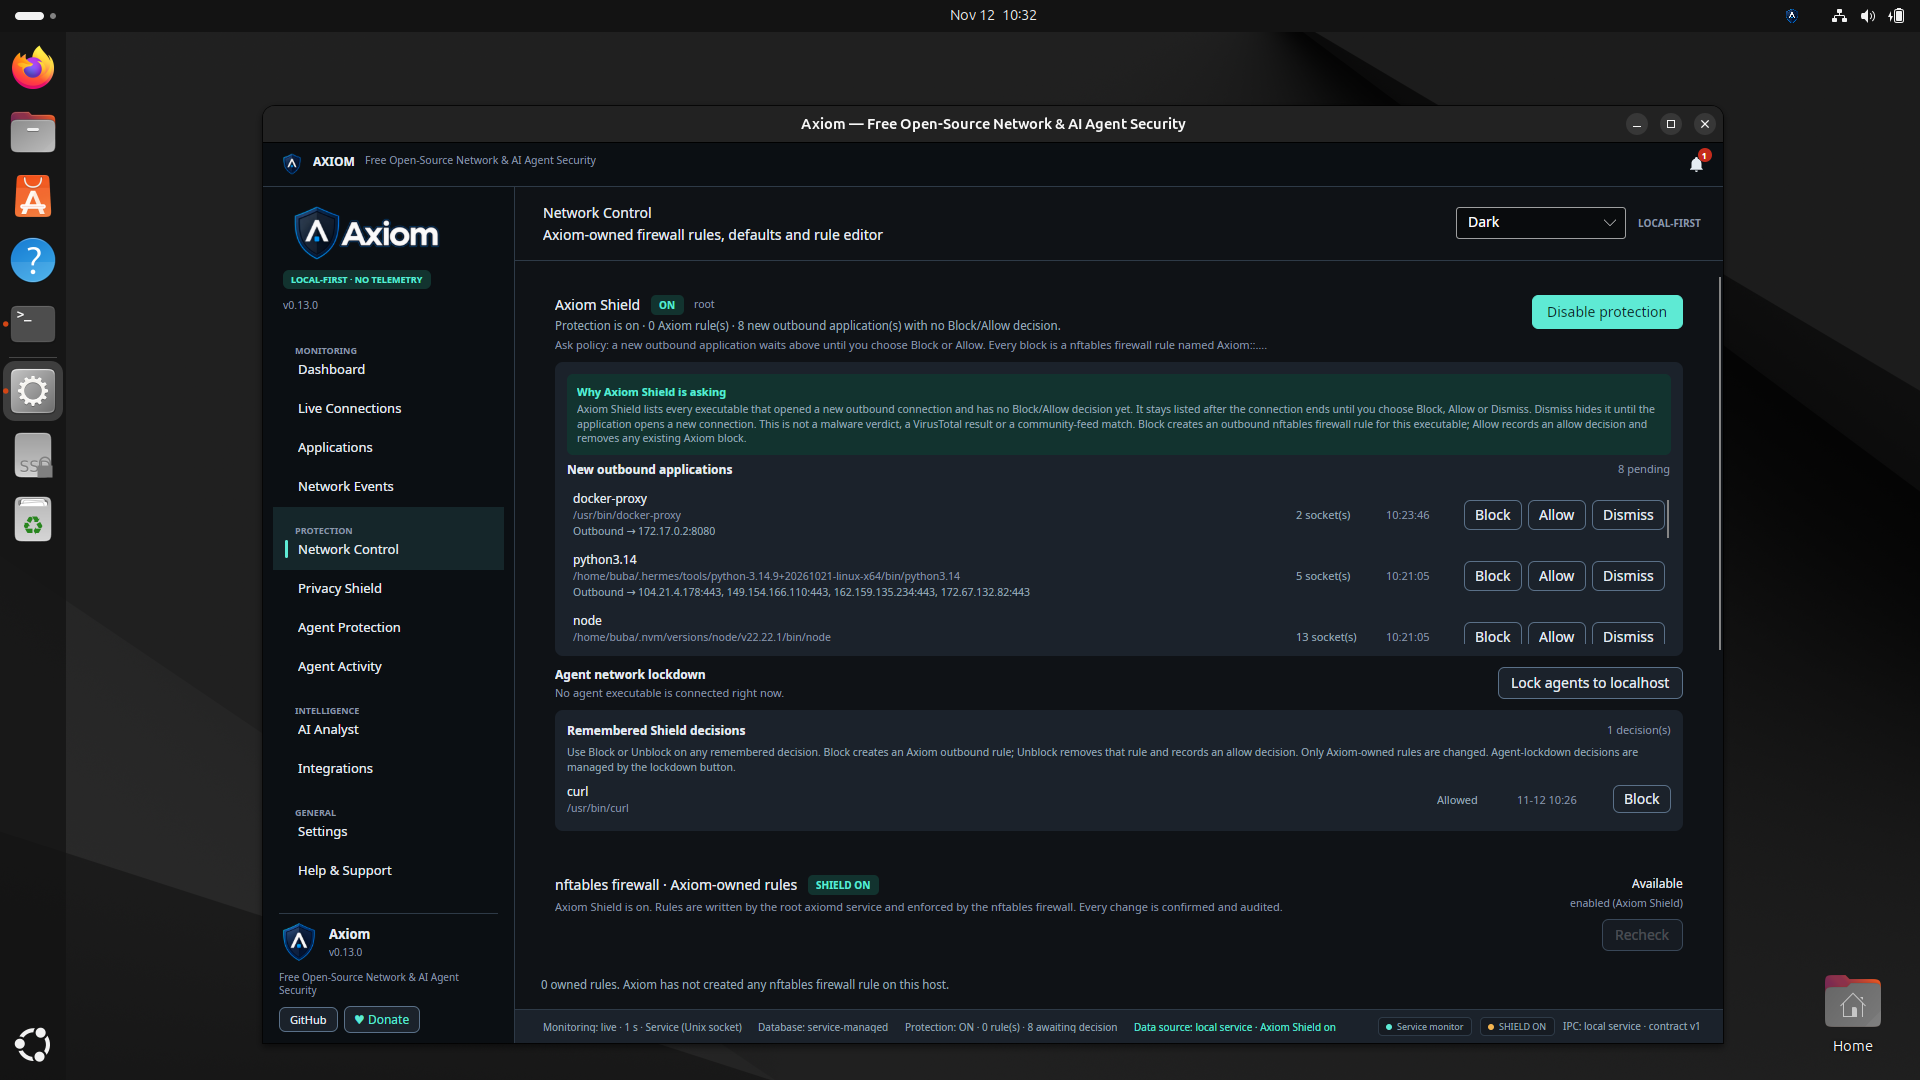 Nov 12 10:32
Axiom — Free Open-Source Network & AI Agent Security
AXIOM Free Open-Source Network & AI Agent Security
1
Axiom
LOCAL-FIRST · NO TELEMETRY
v0.13.0
MONITORING
Dashboard
Live Connections
Applications
Network Events
PROTECTION
Network Control
Privacy Shield
Agent Protection
Agent Activity
INTELLIGENCE
AI Analyst
Integrations
GENERAL
Settings
Help & Support
Axiom
v0.13.0
Free Open-Source Network & AI Agent
Security
GitHub
♥ Donate
Network Control
Axiom-owned firewall rules, defaults and rule editor
Dark
LOCAL-FIRST
Axiom Shield ON root
Protection is on · 0 Axiom rule(s) · 8 new outbound application(s) with no Block/Allow decision.
Ask policy: a new outbound application waits above until you choose Block or Allow. Every block is a nftables firewall rule named Axiom::....
Disable protection
Why Axiom Shield is asking
Axiom Shield lists every executable that opened a new outbound connection and has no Block/Allow decision yet. It stays listed after the connection ends until you choose Block, Allow or Dismiss. Dismiss hides it until the
application opens a new connection. This is not a malware verdict, a VirusTotal result or a community-feed match. Block creates an outbound nftables firewall rule for this executable; Allow records an allow decision and
removes any existing Axiom block.
New outbound applications 8 pending
docker-proxy
/usr/bin/docker-proxy
Outbound → 172.17.0.2:8080
2 socket(s) 10:23:46 Block Allow Dismiss
python3.14
/home/buba/.hermes/tools/python-3.14.9+20261021-linux-x64/bin/python3.14
Outbound → 104.21.4.178:443, 149.154.166.110:443, 162.159.135.234:443, 172.67.132.82:443
5 socket(s) 10:21:05 Block Allow Dismiss
node
/home/buba/.nvm/versions/node/v22.22.1/bin/node
13 socket(s) 10:21:05 Block Allow Dismiss
Agent network lockdown
No agent executable is connected right now.
Lock agents to localhost
Remembered Shield decisions 1 decision(s)
Use Block or Unblock on any remembered decision. Block creates an Axiom outbound rule; Unblock removes that rule and records an allow decision. Only Axiom-owned rules are changed. Agent-lockdown decisions are
managed by the lockdown button.
curl
/usr/bin/curl
Allowed 11-12 10:26 Block
nftables firewall · Axiom-owned rules SHIELD ON
Axiom Shield is on. Rules are written by the root axiomd service and enforced by the nftables firewall. Every change is confirmed and audited.
Available
enabled (Axiom Shield)
Recheck
0 owned rules. Axiom has not created any nftables firewall rule on this host.
Monitoring: live · 1 s · Service (Unix socket) Database: service-managed Protection: ON · 0 rule(s) · 8 awaiting decision Data source: local service · Axiom Shield on Service monitor SHIELD ON IPC: local service · contract v1
>_
?
SSD
Home